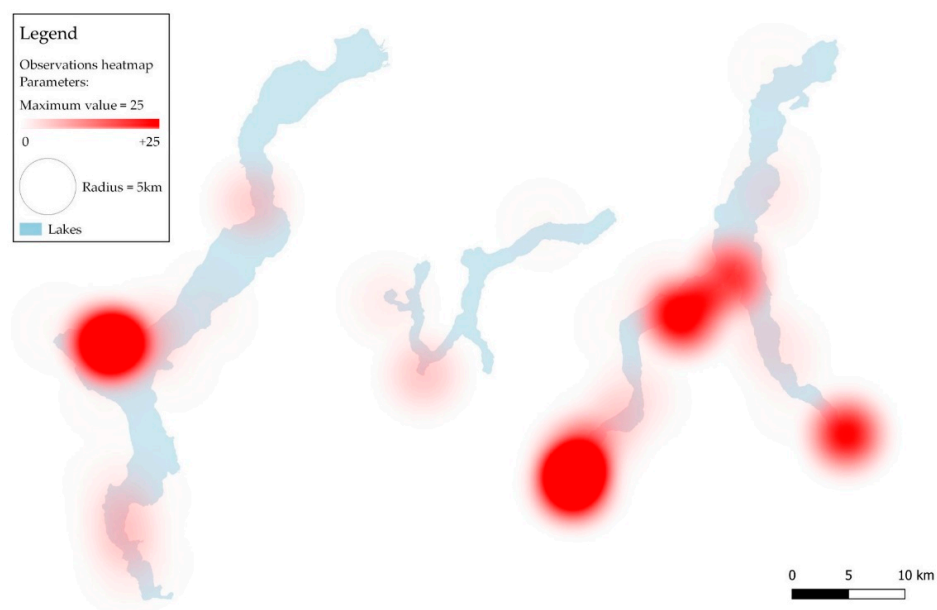 Legend
Observations heatmap
Parameters:
Maximum value = 25
0 +25
Radius = 5km
Lakes
0 5 10 km